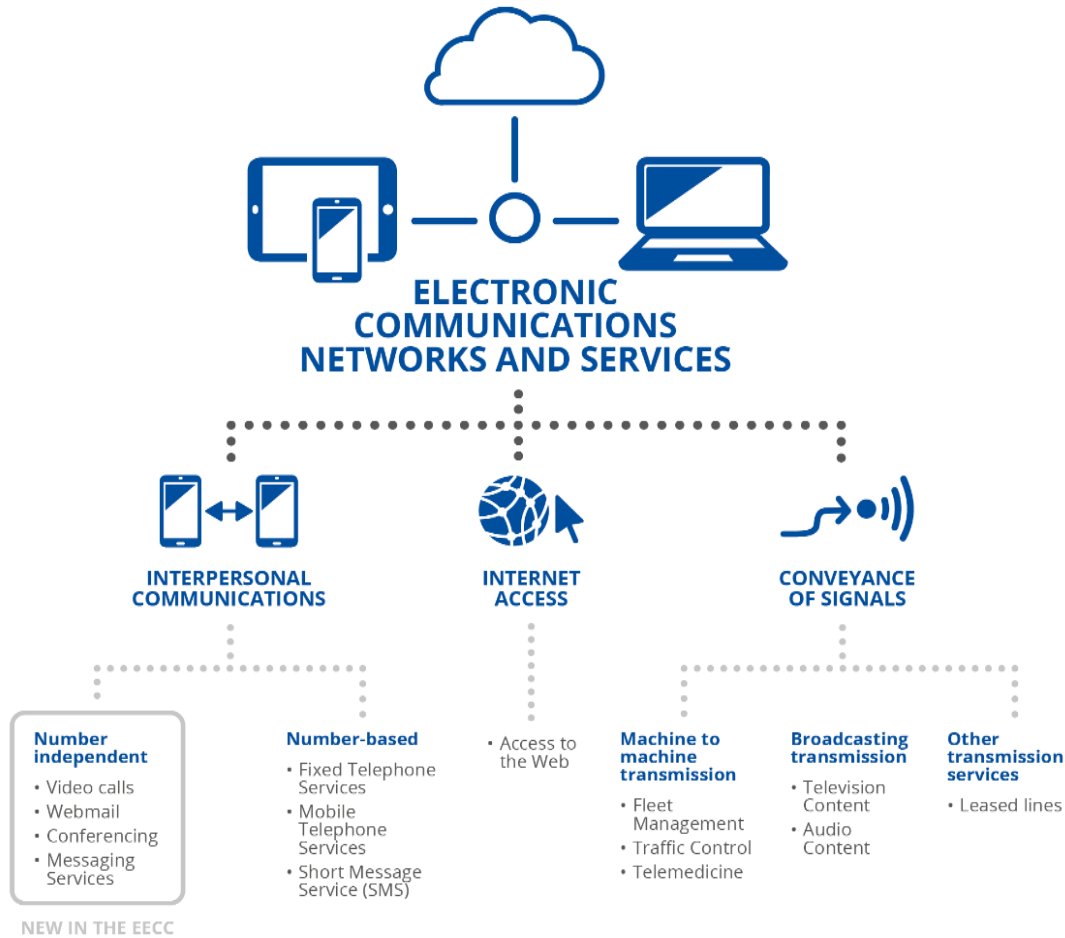 ELECTRONIC
COMMUNICATIONS
NETWORKS AND SERVICES
INTERPERSONAL
COMMUNICATIONS
INTERNET
ACCESS
CONVEYANCE
OF SIGNALS
Number
independent
• Video calls
• Webmail
• Conferencing
• Messaging
Services
NEW IN THE EECC
Number-based
• Fixed Telephone
Services
• Mobile
Telephone
Services
• Short Message
Service (SMS)
• Access to
the Web
Machine to
machine
transmission
• Fleet
Management
• Traffic Control
• Telemedicine
Broadcasting
transmission
• Television
Content
• Audio
Content
Other
transmission
services
• Leased lines